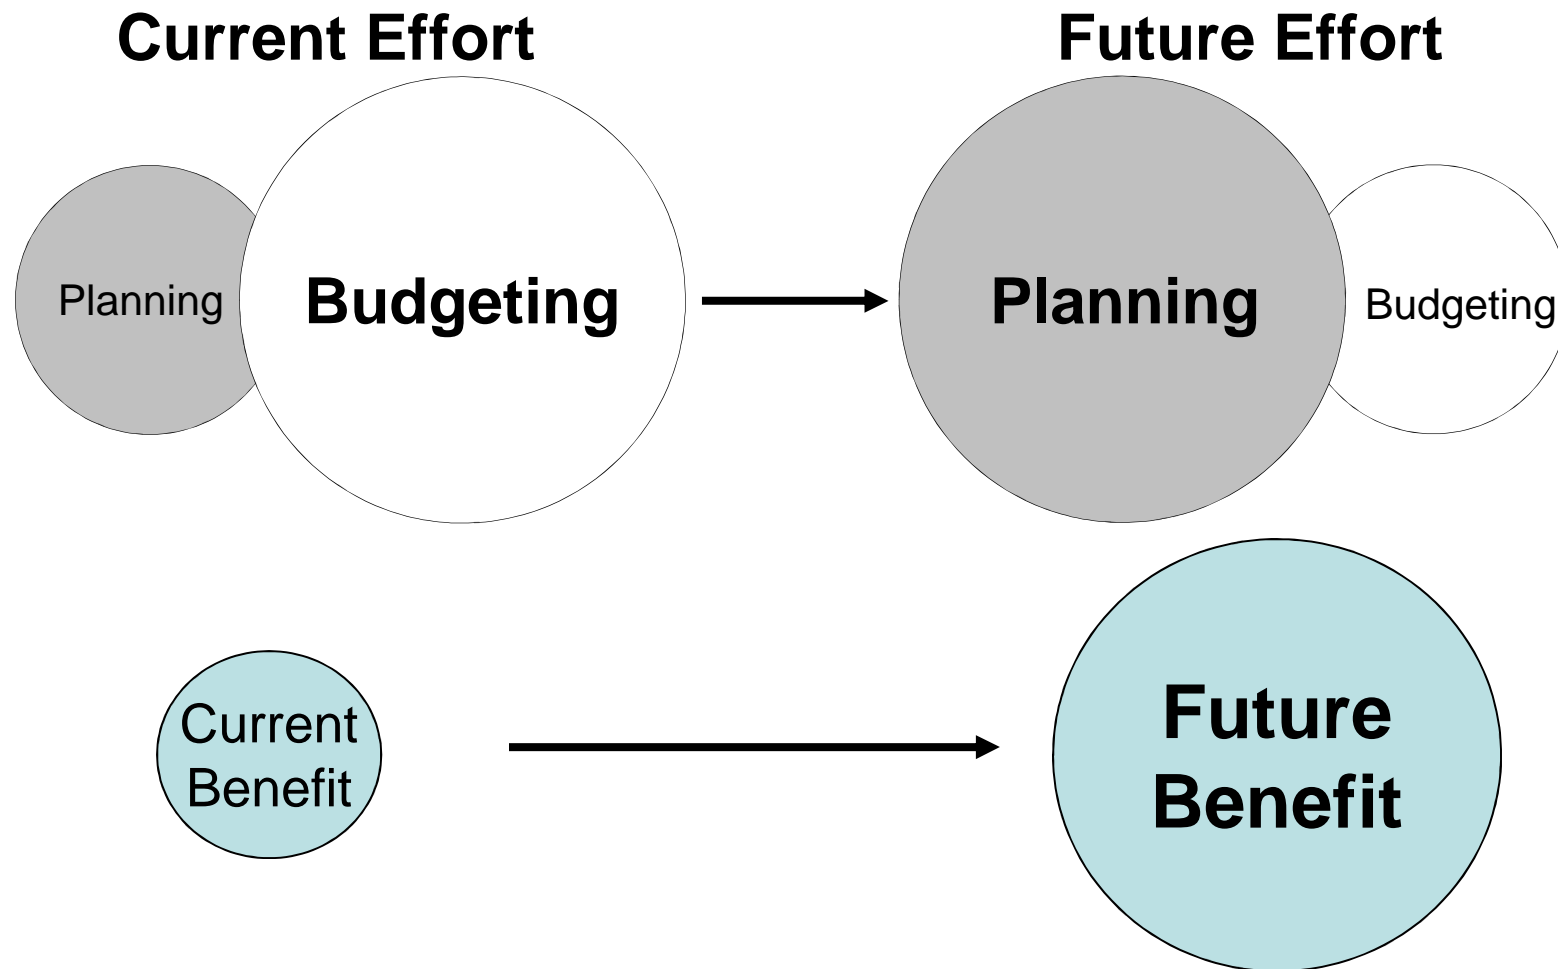 Current Effort
Future Effort
Planning
Budgeting
Planning
Budgeting
Current
Benefit
Future
Benefit